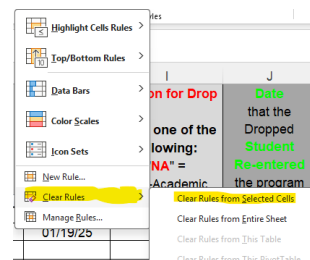 yles
Highlight Cells Rules >
Top/Bottom Rules >
Data Bars >
Color Scales >
Icon Sets >
New Rule...
Clear Rules >
Manage Rules...
Clear Rules from Selected Cells
Clear Rules from Entire Sheet
Clear Rules from This Table
Clear Rules from This PivotTable
I
on for Drop
one of the
lowing:
"NA" =
-Academic
J
Date
that the
Dropped
Student
Re-entered
the program
01/19/25